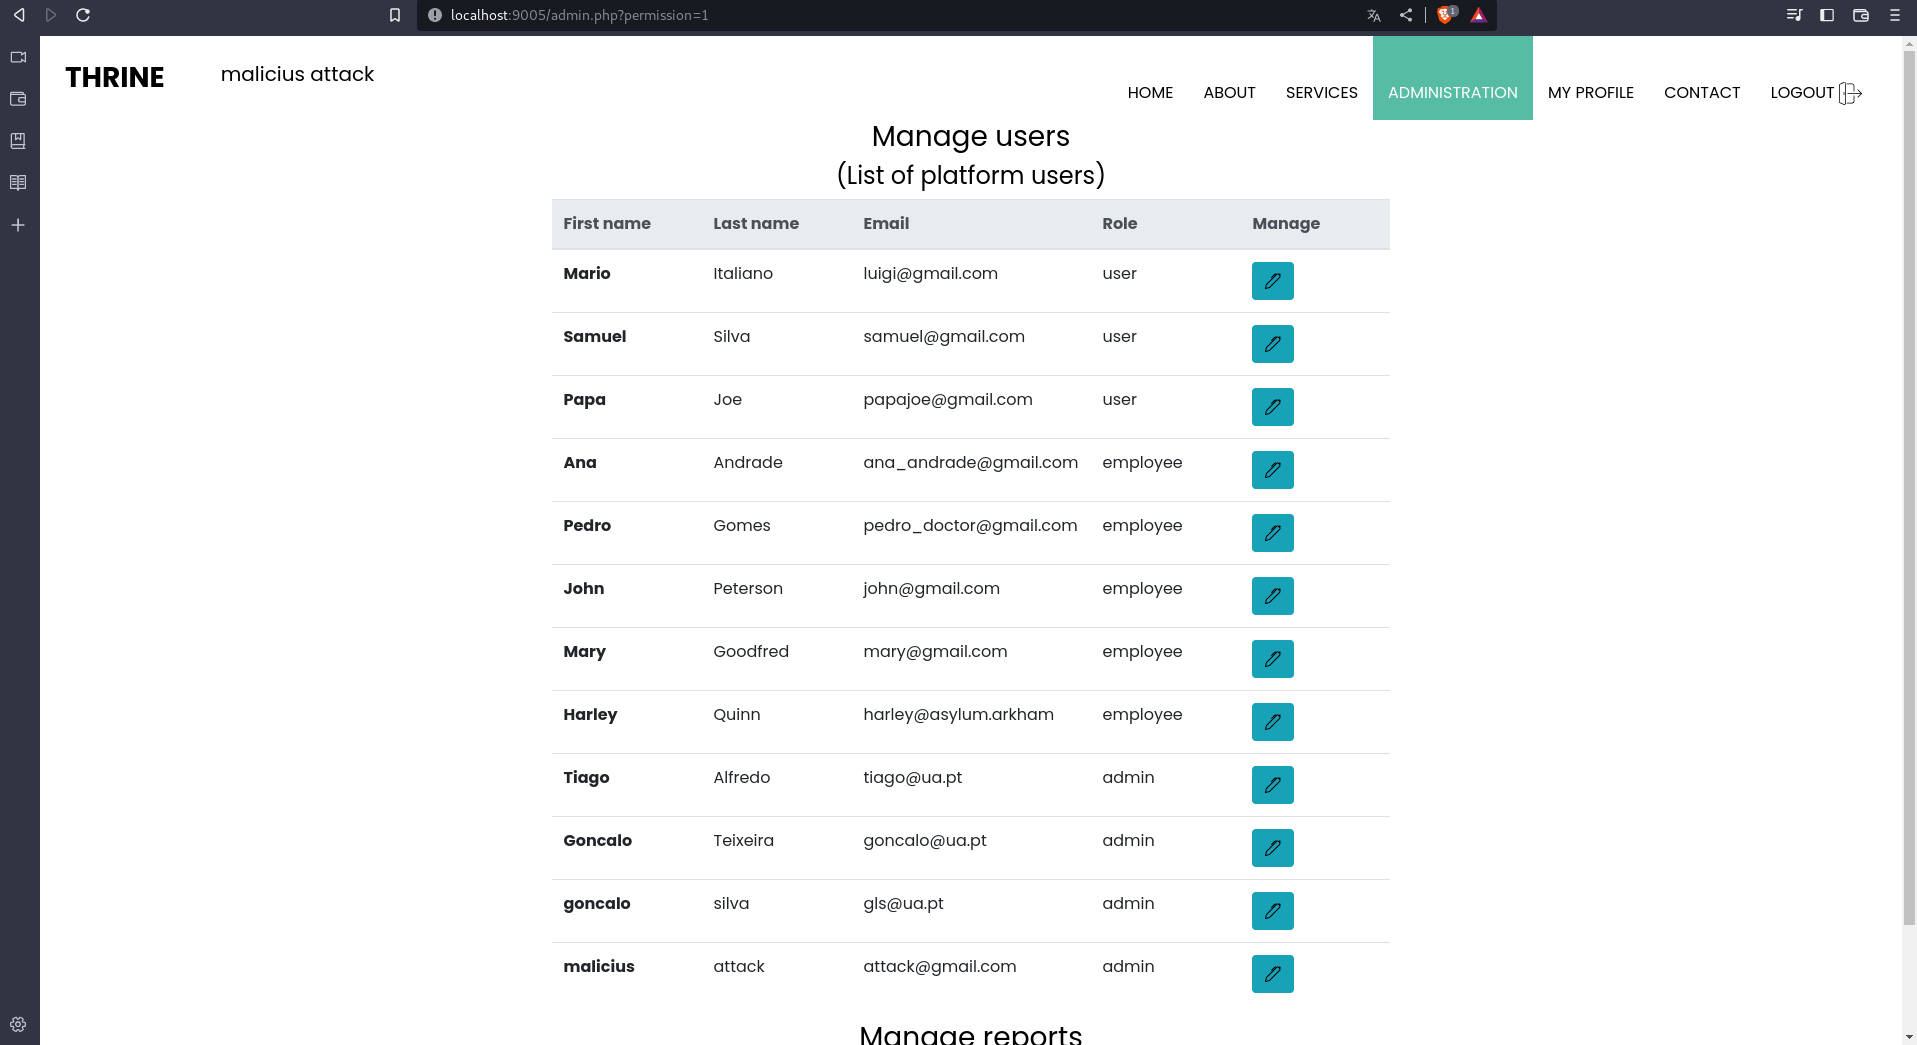 localhost:9005/admin.php?permission=1
1
THRINE
malicius attack
HOME ABOUT SERVICES ADMINISTRATION MY PROFILE CONTACT LOGOUT
Manage users
(List of platform users)
First name Last name Email Role Manage
Mario Italiano luigi@gmail.com user
Samuel Silva samuel@gmail.com user
Papa Joe papajoe@gmail.com user
Ana Andrade ana_andrade@gmail.com employee
Pedro Gomes pedro_doctor@gmail.com employee
John Peterson john@gmail.com employee
Mary Goodfred mary@gmail.com employee
Harley Quinn harley@asylum.arkham employee
Tiago Alfredo tiago@ua.pt admin
Goncalo Teixeira goncalo@ua.pt admin
goncalo silva gls@ua.pt admin
malicius attack attack@gmail.com admin
Manage reports